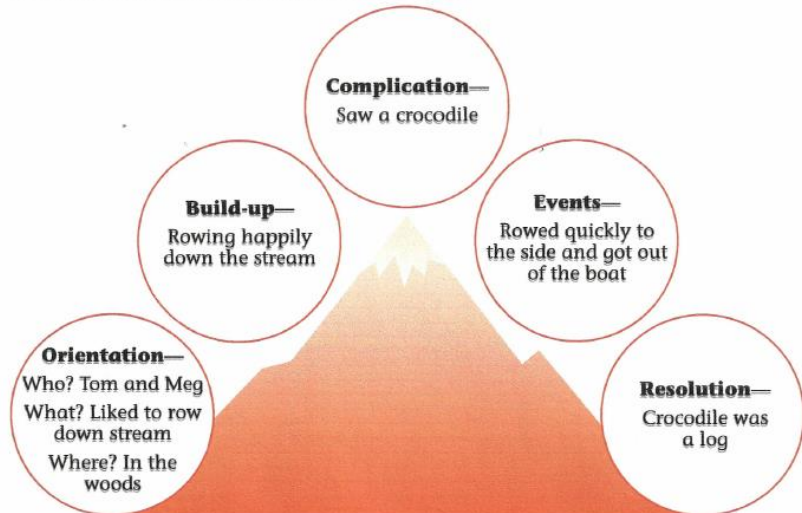 Complication—
Saw a crocodile
Build-up—
Rowing happily
down the stream
Events—
Rowed quickly to
the side and got out
of the boat
Orientation—
Who? Tom and Meg
What? Liked to row
down stream
Where? In the
woods
Resolution—
Crocodile was
a log